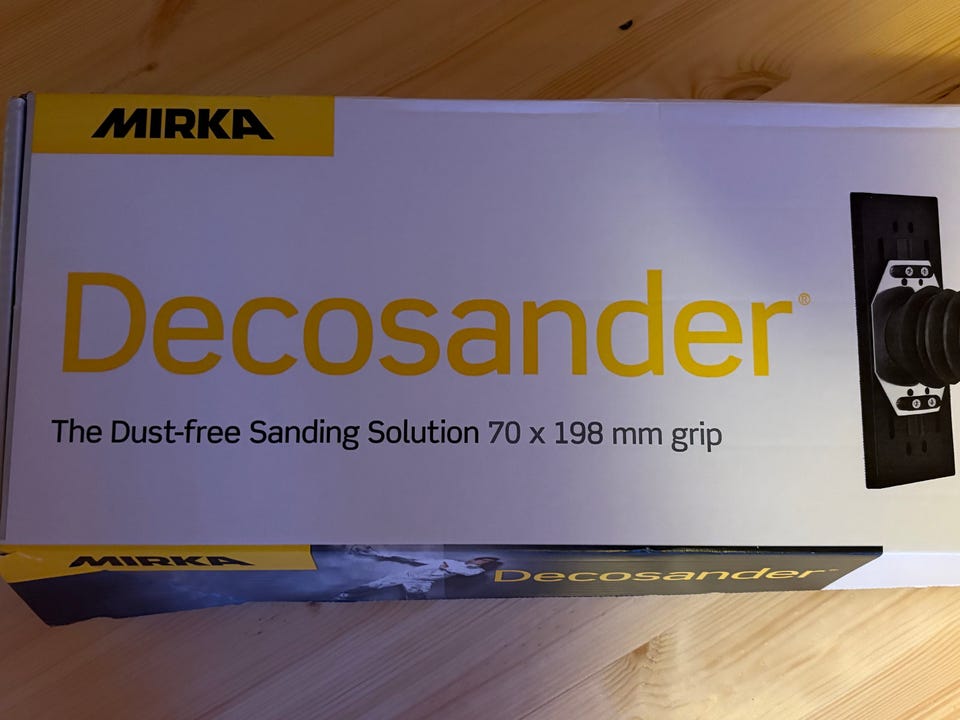 MIRKA
Decosander®
The Dust-free Sanding Solution 70 x 198 mm grip
MIRKA
Decosander